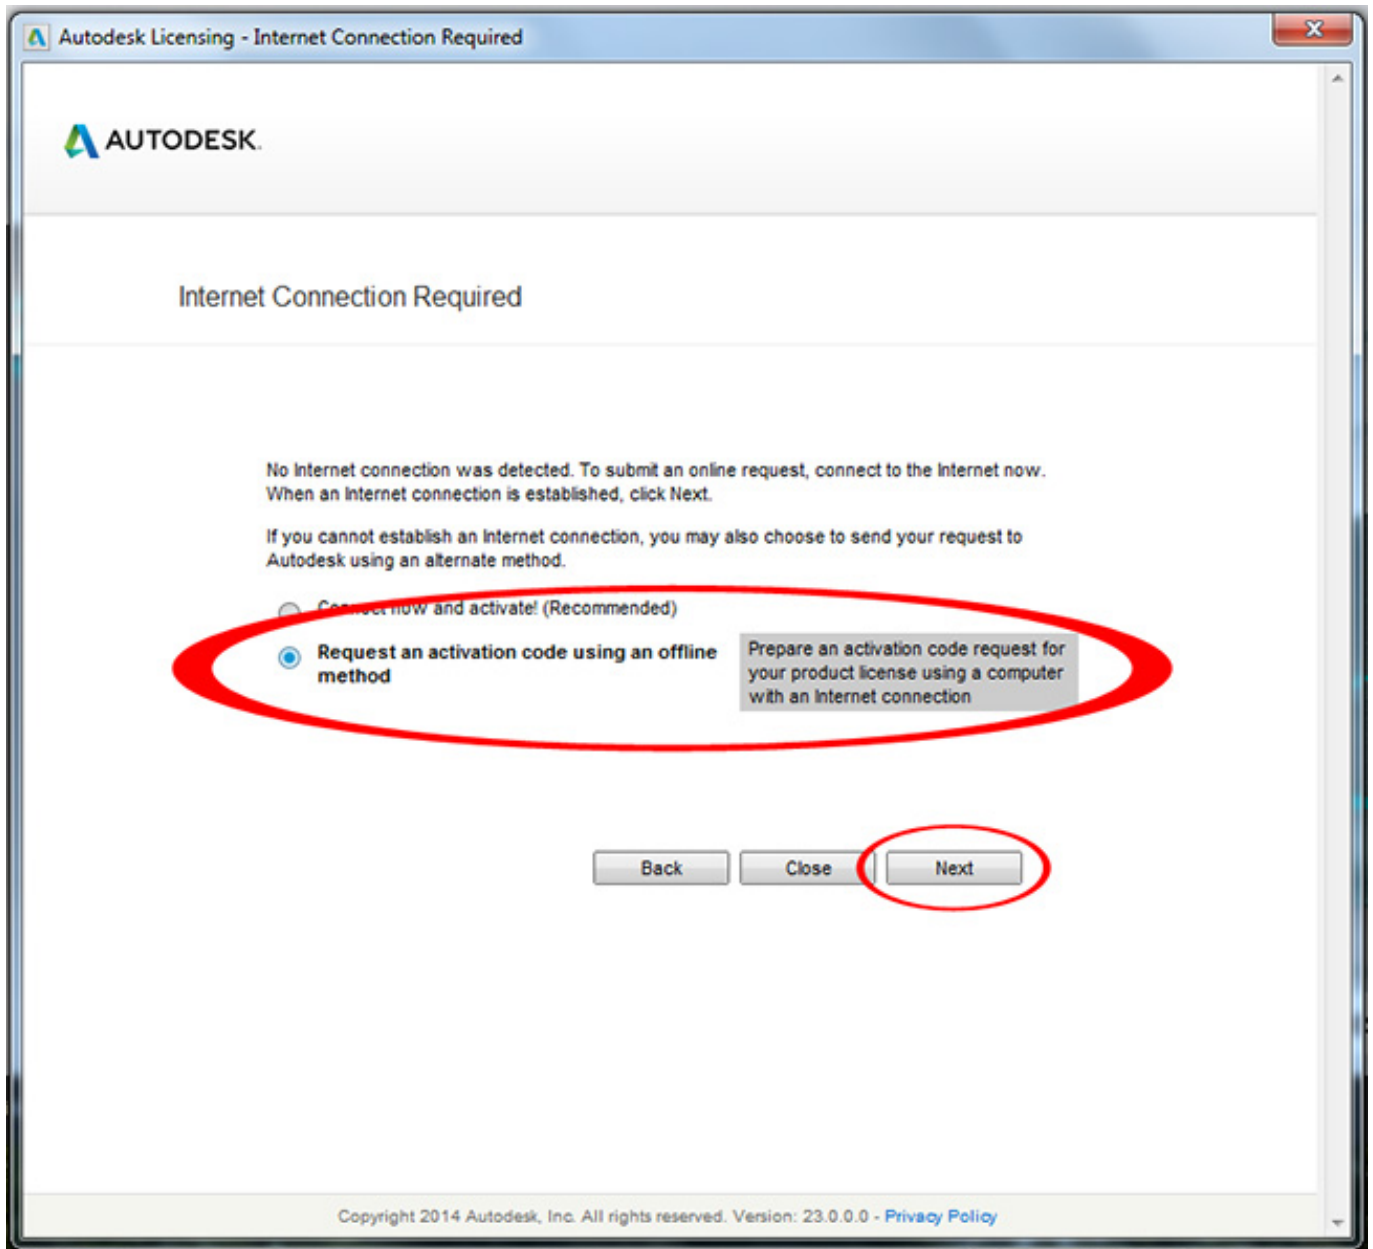 Autodesk Licensing - Internet Connection Required
AUTODESK.
Internet Connection Required
No Internet connection was detected. To submit an online request, connect to the Internet now.
When an Internet connection is established, click Next.
If you cannot establish an Internet connection, you may also choose to send your request to
Autodesk using an alternate method.
Connect now and activate! (Recommended)
Request an activation code using an offline
method
Prepare an activation code request for
your product license using a computer
with an Internet connection
Back Close Next
Copyright 2014 Autodesk, Inc. All rights reserved. Version: 23.0.0.0 - Privacy Policy